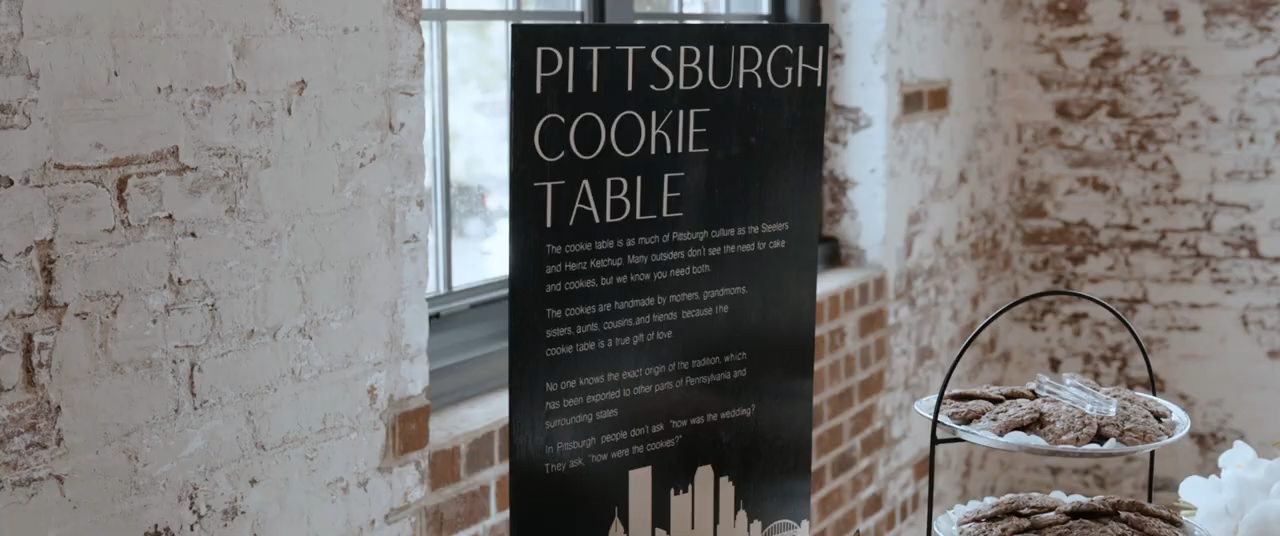 PITTSBURGH
COOKIE
TABLE
The cookie table is as much of Pittsburgh culture as the Steelers
and Heinz Ketchup. Many outsiders don't see the need for cake
and cookies, but we know you need both.
The cookies are handmade by mothers, grandmoms,
sisters, aunts, cousins,and friends because the
cookie table is a true gift of love.
No one knows the exact origin of the tradition, which
has been exported to other parts of Pennsylvania and
surrounding states
In Pittsburgh people don't ask "how was the wedding?
They ask, "how were the cookies?"